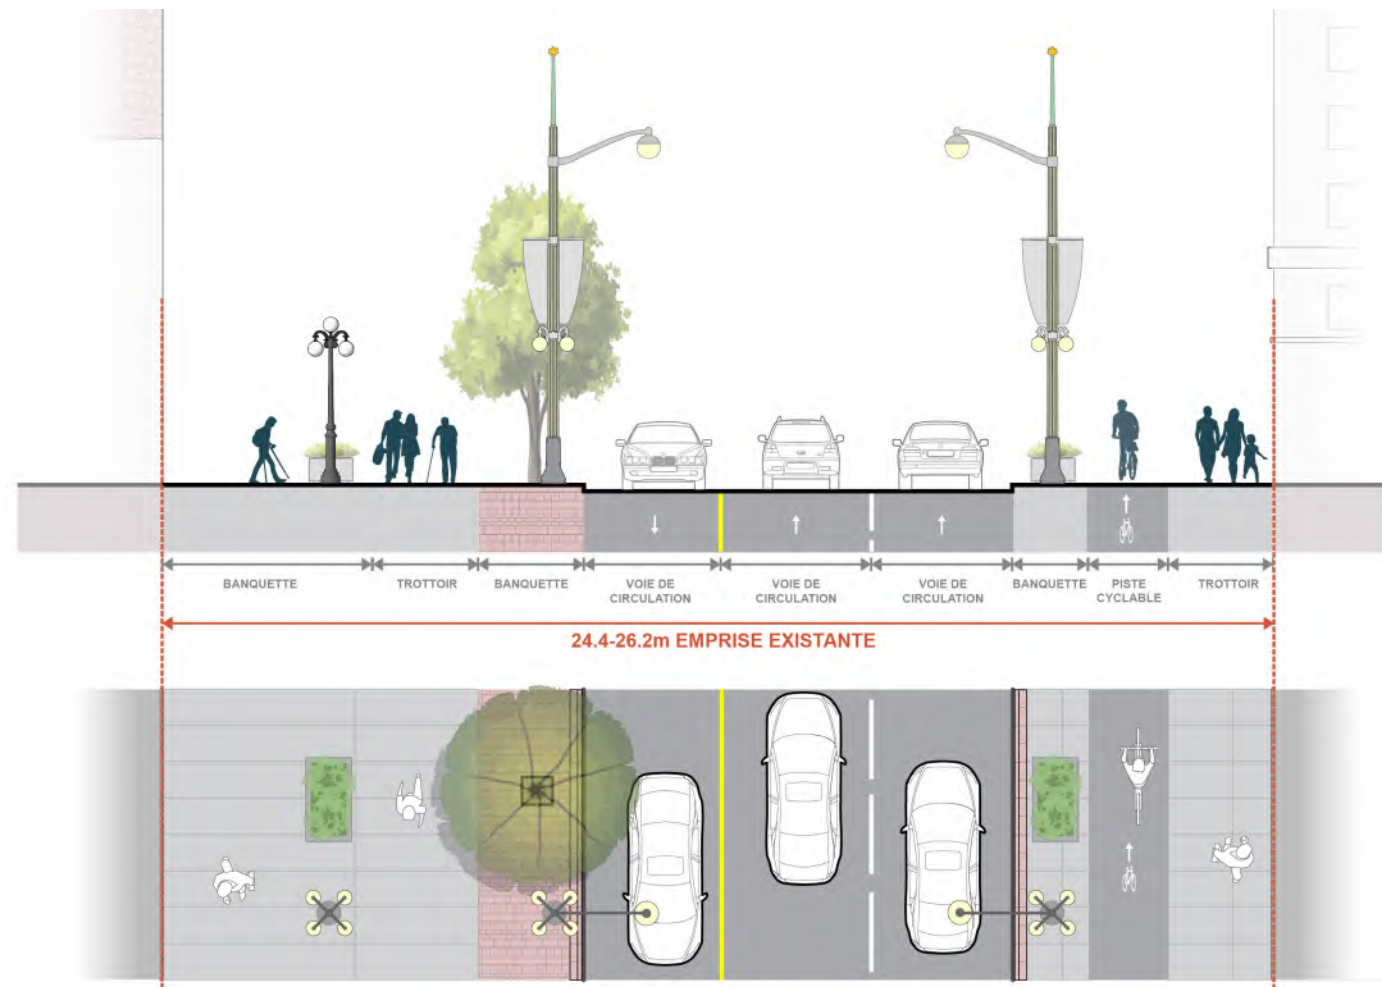 BANQUETTE
TROTTOIR
BANQUETTE
VOIE DE
CIRCULATION
VOIE DE
CIRCULATION
VOIE DE
CIRCULATION
BANQUETTE
PISTE
CYCLABLE
TROTTOIR
24.4-26.2m EMPRISE EXISTANTE